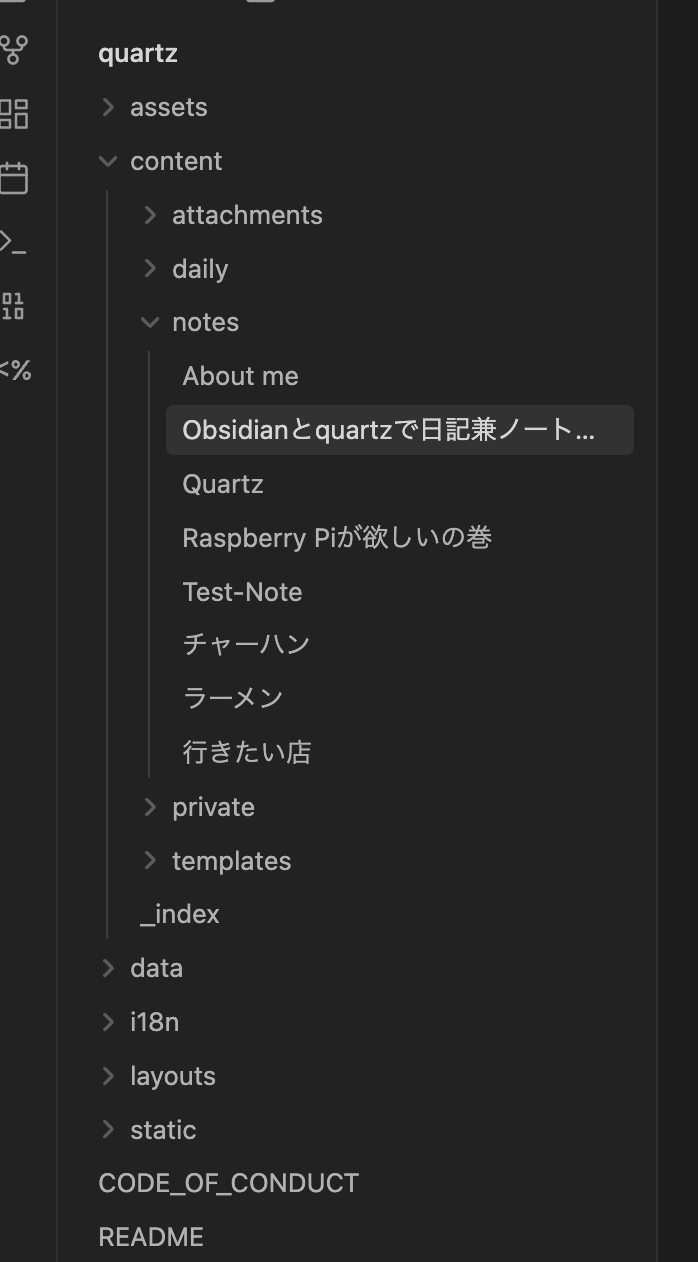 quartz
assets
content
attachments
daily
notes
About me
Obsidianとquartzで日記兼ノート...
Quartz
Raspberry Piが欲しいの巻
Test-Note
チャーハン
ラーメン
行きたい店
private
templates
_index
data
i18n
layouts
static
CODE_OF_CONDUCT
README